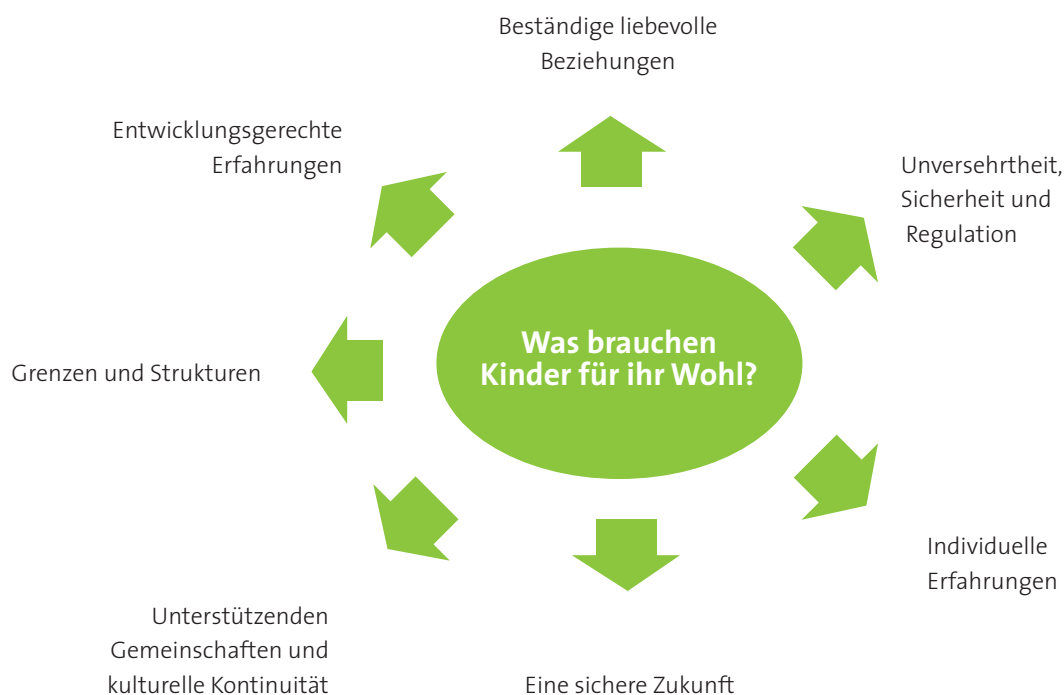 Beständige liebevolle
Beziehungen
Entwicklungsgerechte
Erfahrungen
Unversehrtheit,
Sicherheit und
Regulation
Was brauchen
Kinder für ihr Wohl?
Grenzen und Strukturen
Individuelle
Erfahrungen
Unterstützenden
Gemeinschaften und
kulturelle Kontinuität
Eine sichere Zukunft